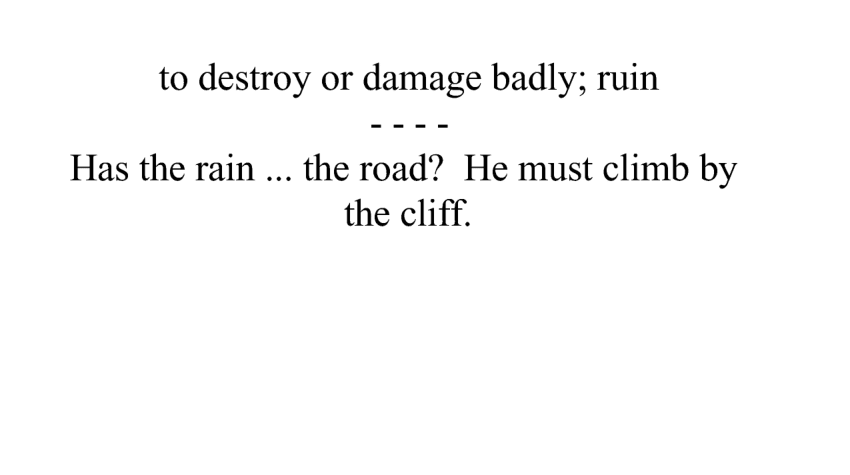 to destroy or damage badly; ruin
- - - -
Has the rain ... the road?  He must climb by
the cliff.